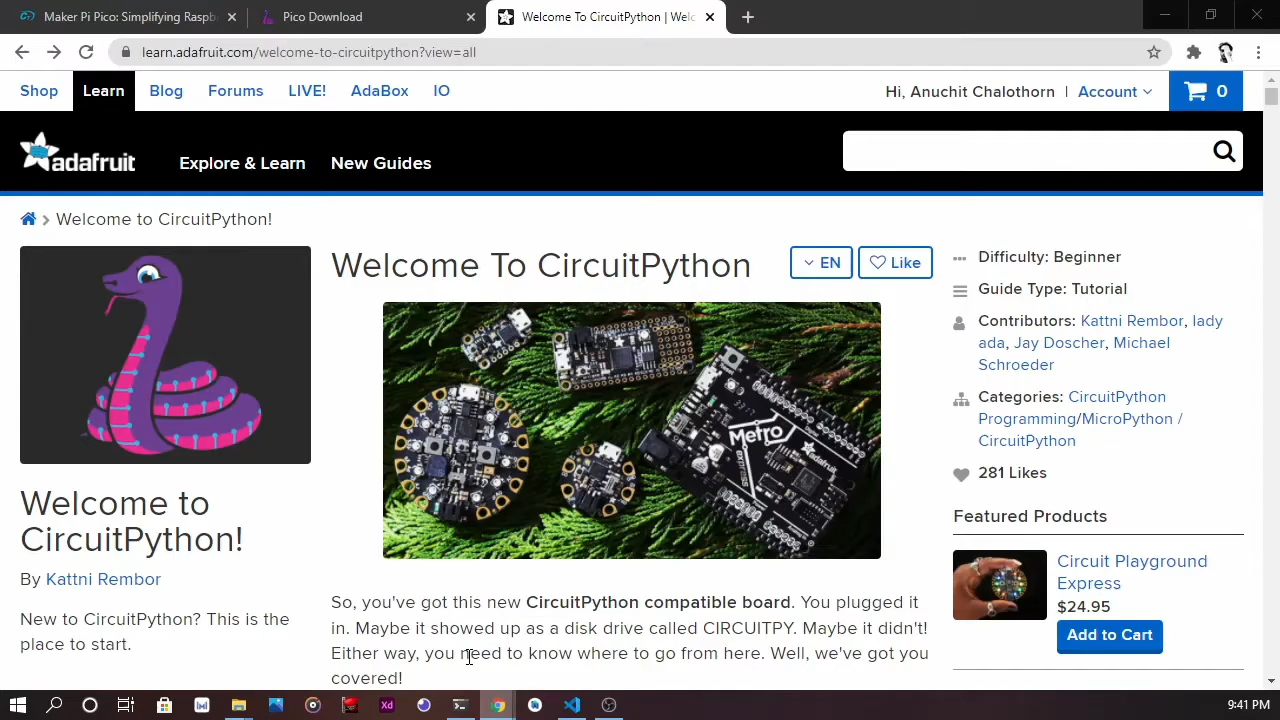 Maker Pi Pico: Simplifying Raspb
Pico Download
Welcome To CircuitPython | Welc
learn.adafruit.com/welcome-to-circuitpython?view=all
Shop Learn Blog Forums LIVE! AdaBox IO
Hi, Anuchit Chalothorn | Account 0
adafruit Explore & Learn New Guides
Welcome to CircuitPython!
Welcome To CircuitPython
EN Like
Metro
express
adafruit
Welcome to
CircuitPython!
By Kattni Rembor
New to CircuitPython? This is the
place to start.
So, you've got this new CircuitPython compatible board. You plugged it
in. Maybe it showed up as a disk drive called CIRCUITPY. Maybe it didn't!
Either way, you need to know where to go from here. Well, we've got you
covered!
Difficulty: Beginner
Guide Type: Tutorial
Contributors: Kattni Rembor, lady
ada, Jay Doscher, Michael
Schroeder
Categories: CircuitPython
Programming/MicroPython /
CircuitPython
281 Likes
Featured Products
Circuit Playground
Express
$24.95
Add to Cart
Xd
9:41 PM